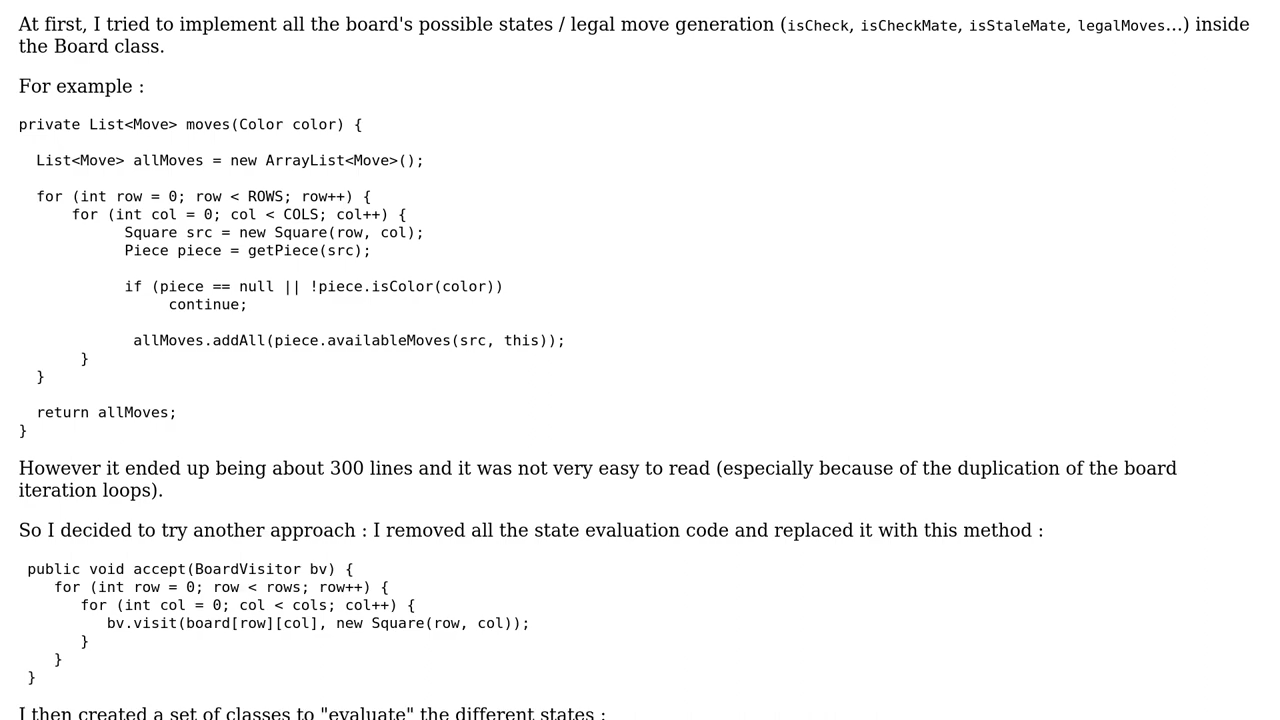 At first, I tried to implement all the board's possible states / legal move generation (isCheck, isCheckMate, isStaleMate, legalMoves...) inside
the Board class.
For example :
private List<Move> moves(Color color) {
  List<Move> allMoves = new ArrayList<Move>();
  for (int row = 0; row < ROWS; row++) {
      for (int col = 0; col < COLS; col++) {
            Square src = new Square(row, col);
            Piece piece = getPiece(src);
            if (piece == null || !piece.isColor(color))
                 continue;
             allMoves.addAll(piece.availableMoves(src, this));
       }
  }
  return allMoves;
}
However it ended up being about 300 lines and it was not very easy to read (especially because of the duplication of the board
iteration loops).
So I decided to try another approach : I removed all the state evaluation code and replaced it with this method :
 public void accept(BoardVisitor bv) {
    for (int row = 0; row < rows; row++) {
       for (int col = 0; col < cols; col++) {
          bv.visit(board[row][col], new Square(row, col));
       }
    }
 }
I then created a set of classes to "evaluate" the different states :